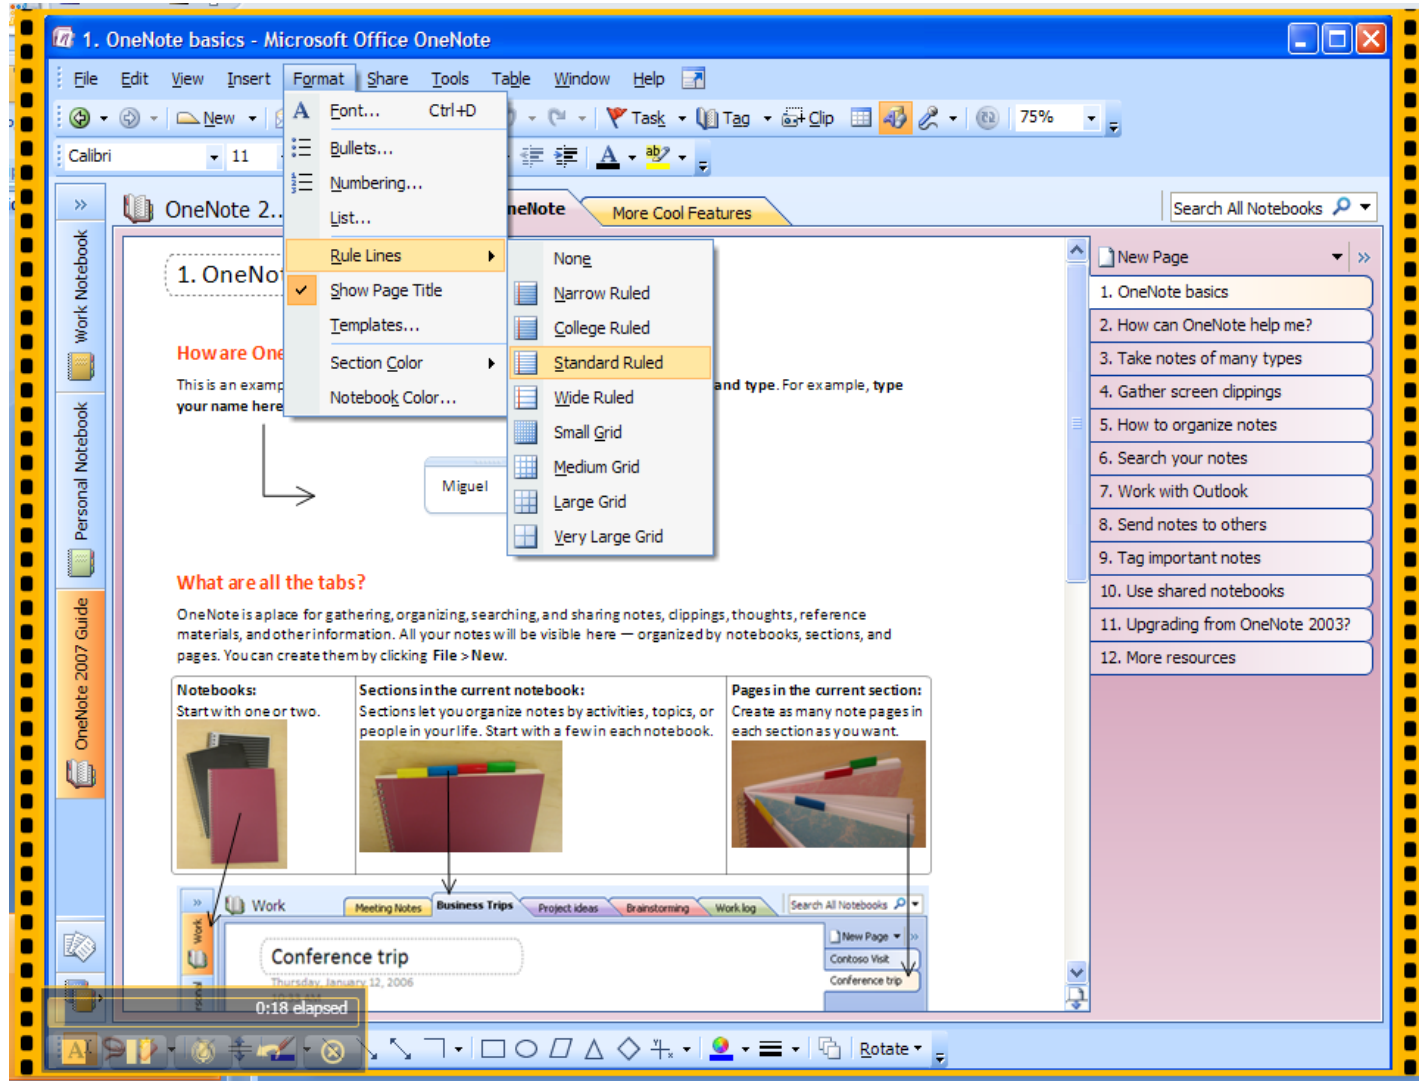 1. OneNote basics - Microsoft Office OneNote
File Edit View Insert Format Share Tools Table Window Help
New Task Tag Clip 75%
Calibri 11
OneNote 2... neNote More Cool Features Search All Notebooks
Font... Ctrl+D
Bullets...
Numbering...
List...
Rule Lines
Show Page Title
Templates...
Section Color
Notebook Color...
None
Narrow Ruled
College Ruled
Standard Ruled
Wide Ruled
Small Grid
Medium Grid
Large Grid
Very Large Grid
Work Notebook
Personal Notebook
OneNote 2007 Guide
1. OneNo
How are One
This is an examp and type. For example, type
your name here
Miguel
What are all the tabs?
OneNote is a place for gathering, organizing, searching, and sharing notes, clippings, thoughts, reference
materials, and other information. All your notes will be visible here — organized by notebooks, sections, and
pages. You can create them by clicking File > New.
Notebooks:
Start with one or two.
Sections in the current notebook:
Sections let you organize notes by activities, topics, or
people in your life. Start with a few in each notebook.
Pages in the current section:
Create as many note pages in
each section as you want.
Work Meeting Notes Business Trips Project ideas Brainstorming Work log Search All Notebooks
Work
Conference trip
Thursday, January 12, 2006
New Page
Contoso Visit
Conference trip
New Page
1. OneNote basics
2. How can OneNote help me?
3. Take notes of many types
4. Gather screen clippings
5. How to organize notes
6. Search your notes
7. Work with Outlook
8. Send notes to others
9. Tag important notes
10. Use shared notebooks
11. Upgrading from OneNote 2003?
12. More resources
0:18 elapsed
Rotate